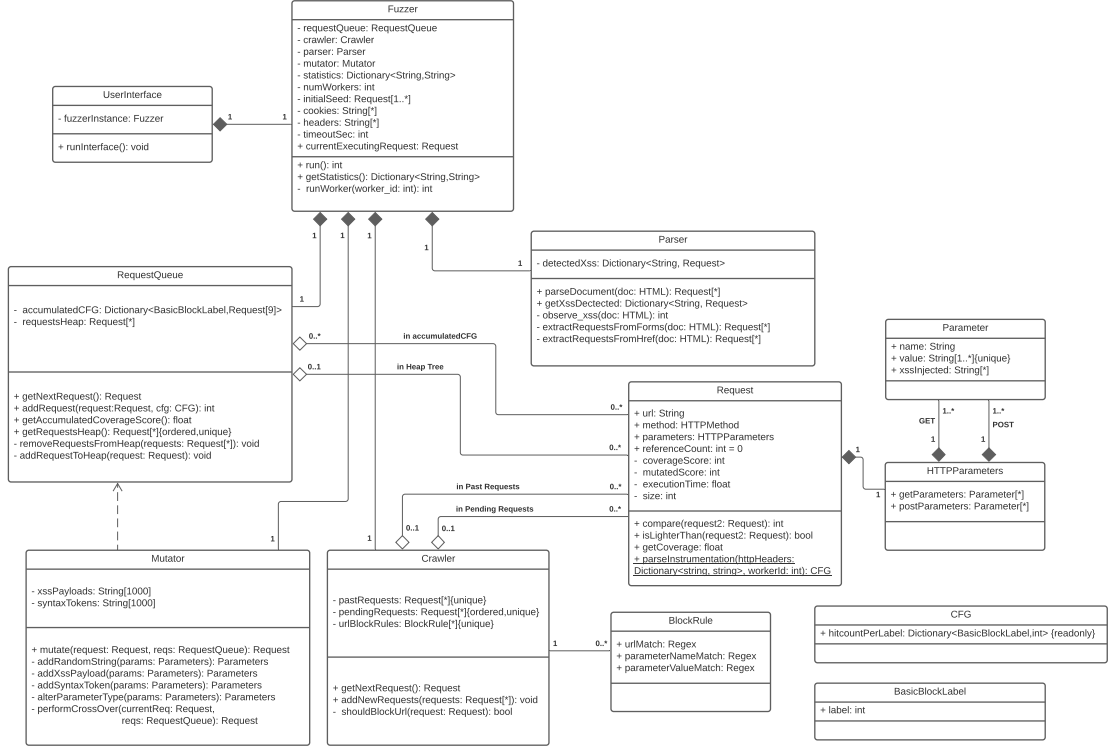 Fuzzer
- requestQueue: RequestQueue
- crawler: Crawler
- parser: Parser
- mutator: Mutator
- statistics: Dictionary<String,String>
- numWorkers: int
- initialSeed: Request[1..*]
- cookies: String[*]
- headers: String[*]
- timeoutSec: int
+ currentExecutingRequest: Request
+ run(): int
+ getStatistics(): Dictionary<String,String>
- runWorker(worker_id: int): int
UserInterface
- fuzzerInstance: Fuzzer
+ runInterface(): void
1
1
1
1
1
1
1
1
Parser
- detectedXss: Dictionary<String, Request>
+ parseDocument(doc: HTML): Request[*]
+ getXssDectected: Dictionary<String, Request>
- observe_xss(doc: HTML): int
- extractRequestsFromForms(doc: HTML): Request[*]
- extractRequestsFromHref(doc: HTML): Request[*]
RequestQueue
- accumulatedCFG: Dictionary<BasicBlockLabel,Request[9]>
- requestsHeap: Request[*]
+ getNextRequest(): Request
+ addRequest(request:Request, cfg: CFG): int
+ getAccumulatedCoverageScore(): float
+ getRequestsHeap(): Request[*]{ordered,unique}
- removeRequestsFromHeap(requests: Request[*]): void
- addRequestToHeap(request: Request): void
0..*
in accumulatedCFG
0..*
0..1
in Heap Tree
0..*
Parameter
+ name: String
+ value: String[1..*]{unique}
+ xssInjected: String[*]
1..*
GET
1
1..*
POST
1
Request
+ url: String
+ method: HTTPMethod
+ parameters: HTTPParameters
+ referenceCount: int = 0
- coverageScore: int
- mutatedScore: int
- executionTime: float
- size: int
+ compare(request2: Request): int
+ isLighterThan(request2: Request): bool
+ getCoverage: float
+ parseInstrumentation(httpHeaders:
Dictionary<string, string>, workerId: int): CFG
1
1
HTTPParameters
+ getParameters: Parameter[*]
+ postParameters: Parameter[*]
in Past Requests
0..*
0..1
in Pending Requests
0..*
0..1
1
1
Mutator
- xssPayloads: String[1000]
- syntaxTokens: String[1000]
+ mutate(request: Request, reqs: RequestQueue): Request
- addRandomString(params: Parameters): Parameters
- addXssPayload(params: Parameters): Parameters
- addSyntaxToken(params: Parameters): Parameters
- alterParameterType(params: Parameters): Parameters
- performCrossOver(currentReq: Request,
reqs: RequestQueue): Request
Crawler
- pastRequests: Request[*]{unique}
- pendingRequests: Request[*]{ordered,unique}
- urlBlockRules: BlockRule[*]{unique}
+ getNextRequest(): Request
+ addNewRequests(requests: Request[*]): void
- shouldBlockUrl(request: Request): bool
1
0..*
BlockRule
+ urlMatch: Regex
+ parameterNameMatch: Regex
+ parameterValueMatch: Regex
CFG
+ hitcountPerLabel: Dictionary<BasicBlockLabel,int> {readonly}
BasicBlockLabel
+ label: int